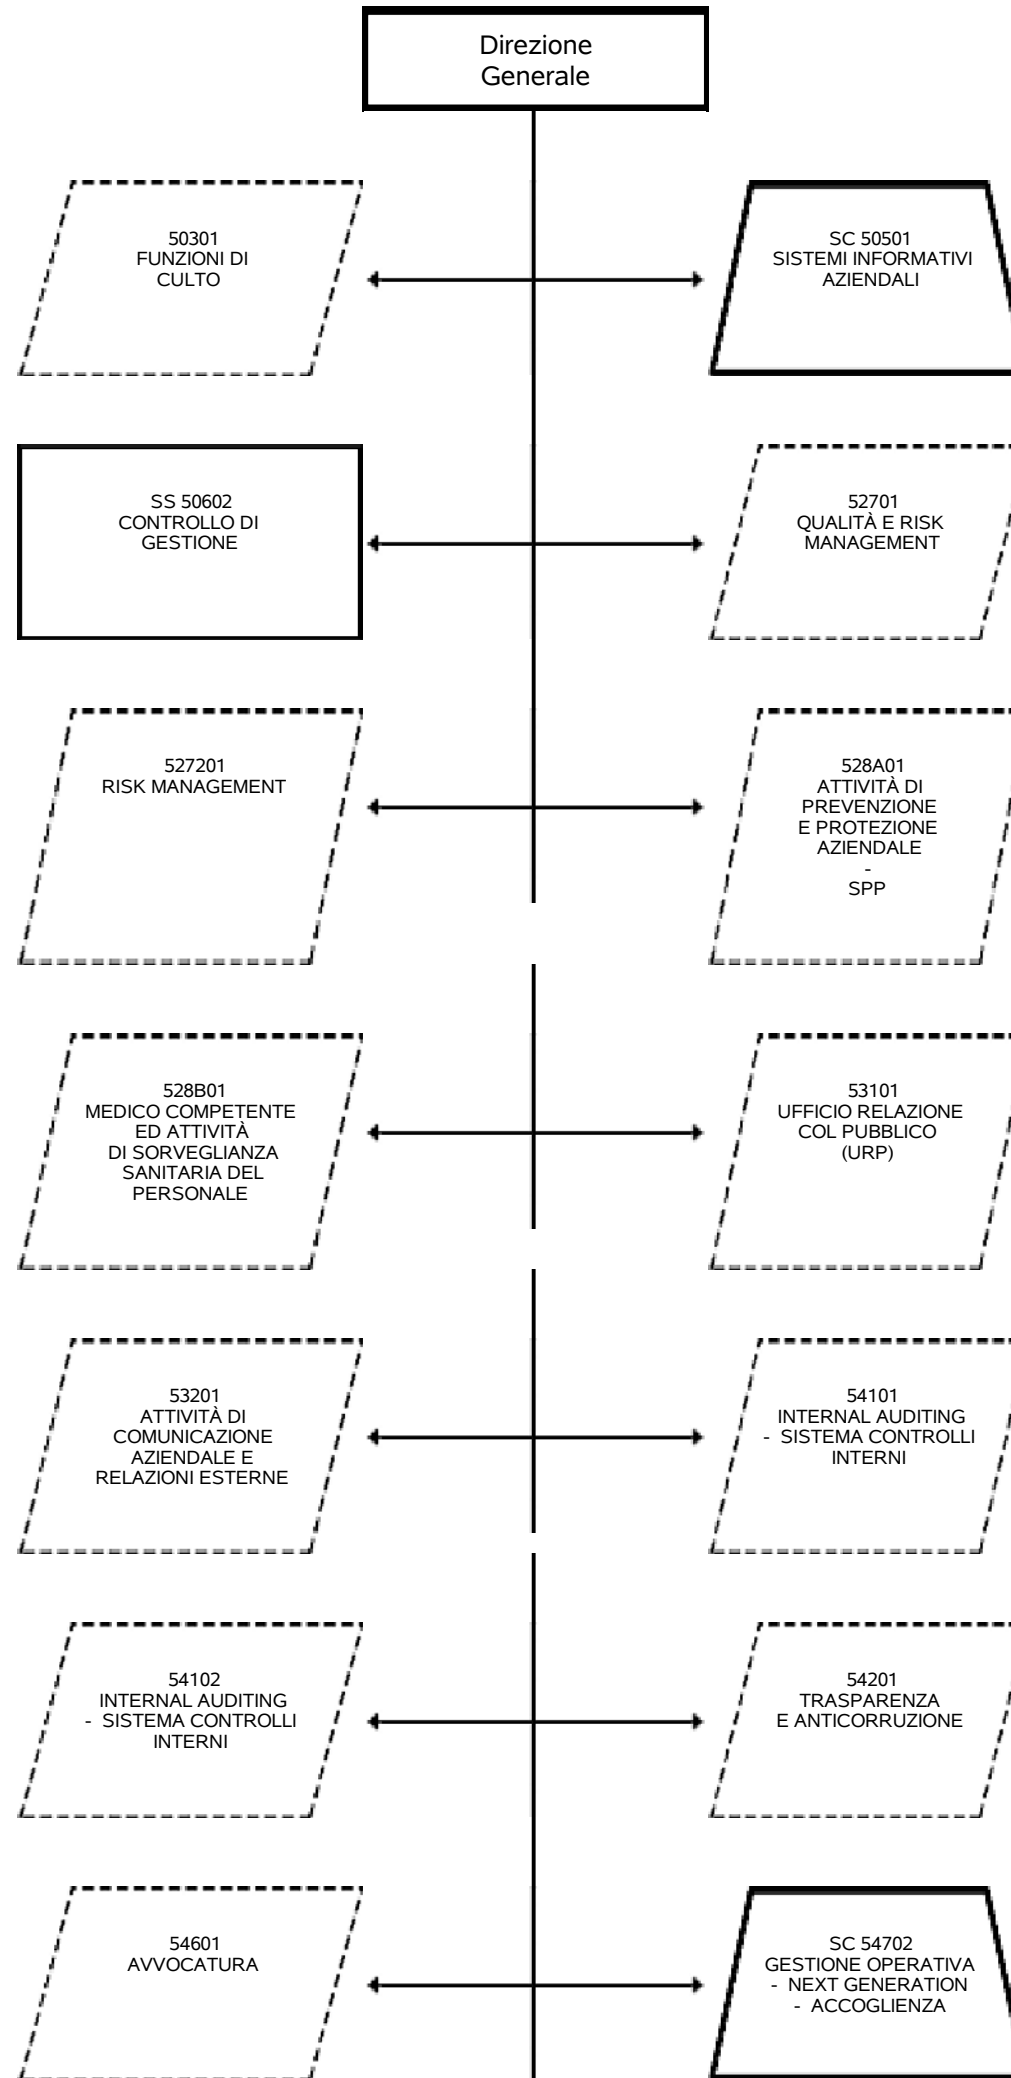 Direzione
Generale
50301
FUNZIONI DI
CULTO
SC 50501
SISTEMI INFORMATIVI
AZIENDALI
SS 50602
CONTROLLO DI
GESTIONE
52701
QUALITÀ E RISK
MANAGEMENT
527201
RISK MANAGEMENT
528A01
ATTIVITÀ DI
PREVENZIONE
E PROTEZIONE
AZIENDALE
-
SPP
528B01
MEDICO COMPETENTE
ED ATTIVITÀ
DI SORVEGLIANZA
SANITARIA DEL
PERSONALE
53101
UFFICIO RELAZIONE
COL PUBBLICO
(URP)
53201
ATTIVITÀ DI
COMUNICAZIONE
AZIENDALE E
RELAZIONI ESTERNE
54101
INTERNAL AUDITING
- SISTEMA CONTROLLI
INTERNI
54102
INTERNAL AUDITING
- SISTEMA CONTROLLI
INTERNI
54201
TRASPARENZA
E ANTICORRUZIONE
54601
AVVOCATURA
SC 54702
GESTIONE OPERATIVA
- NEXT GENERATION
- ACCOGLIENZA